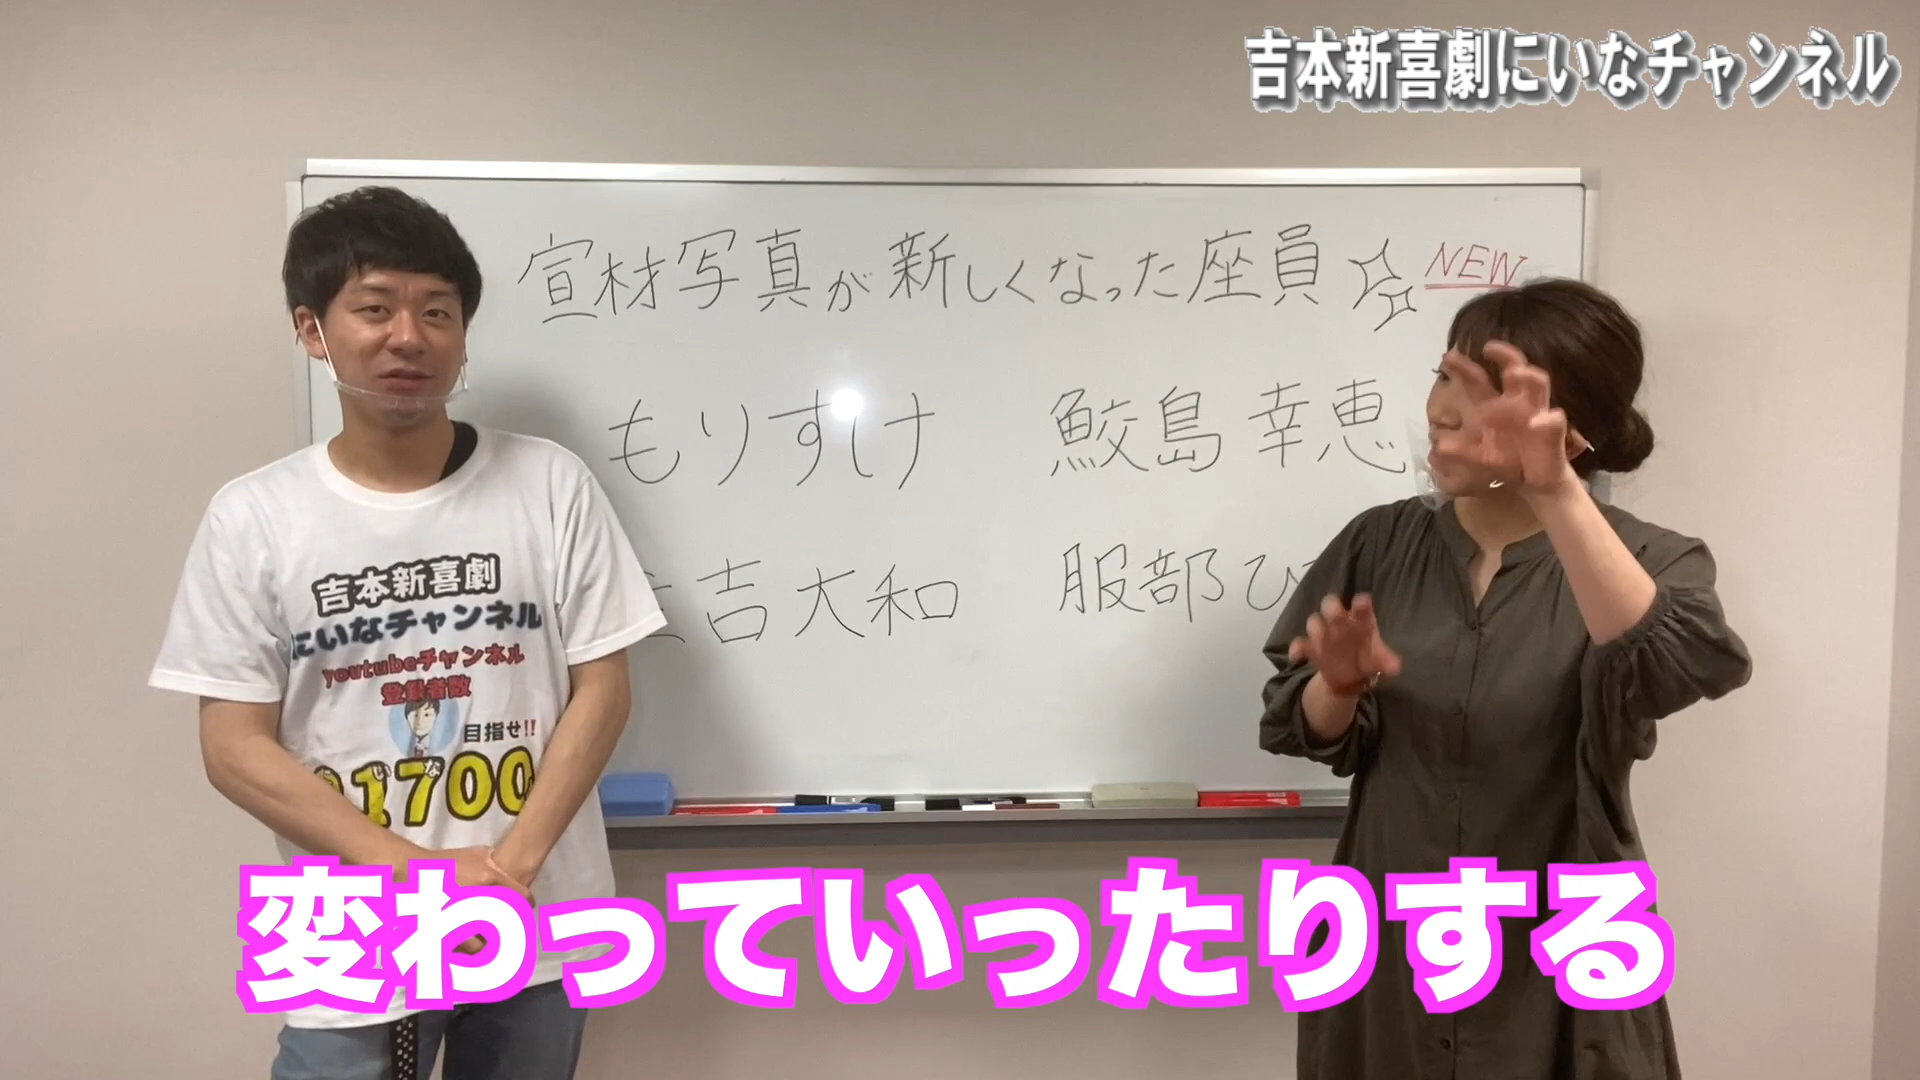 吉本新喜劇にいなチャンネル
宣材写真が新しくなった座員 NEW
もりすけ 鮫島幸恵
吉大和 服部ひ
吉本新喜劇
にいなチャンネル
youtubeチャンネル
登録者数
目指せ!!
にいな
21700
変わっていったりする